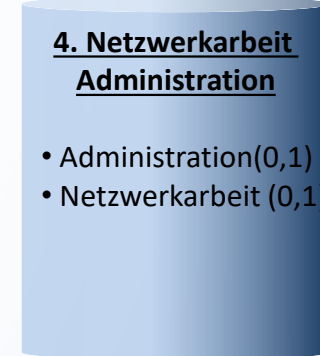 4. Netzwerkarbeit
Administration
• Administration(0,1)
• Netzwerkarbeit (0,1)